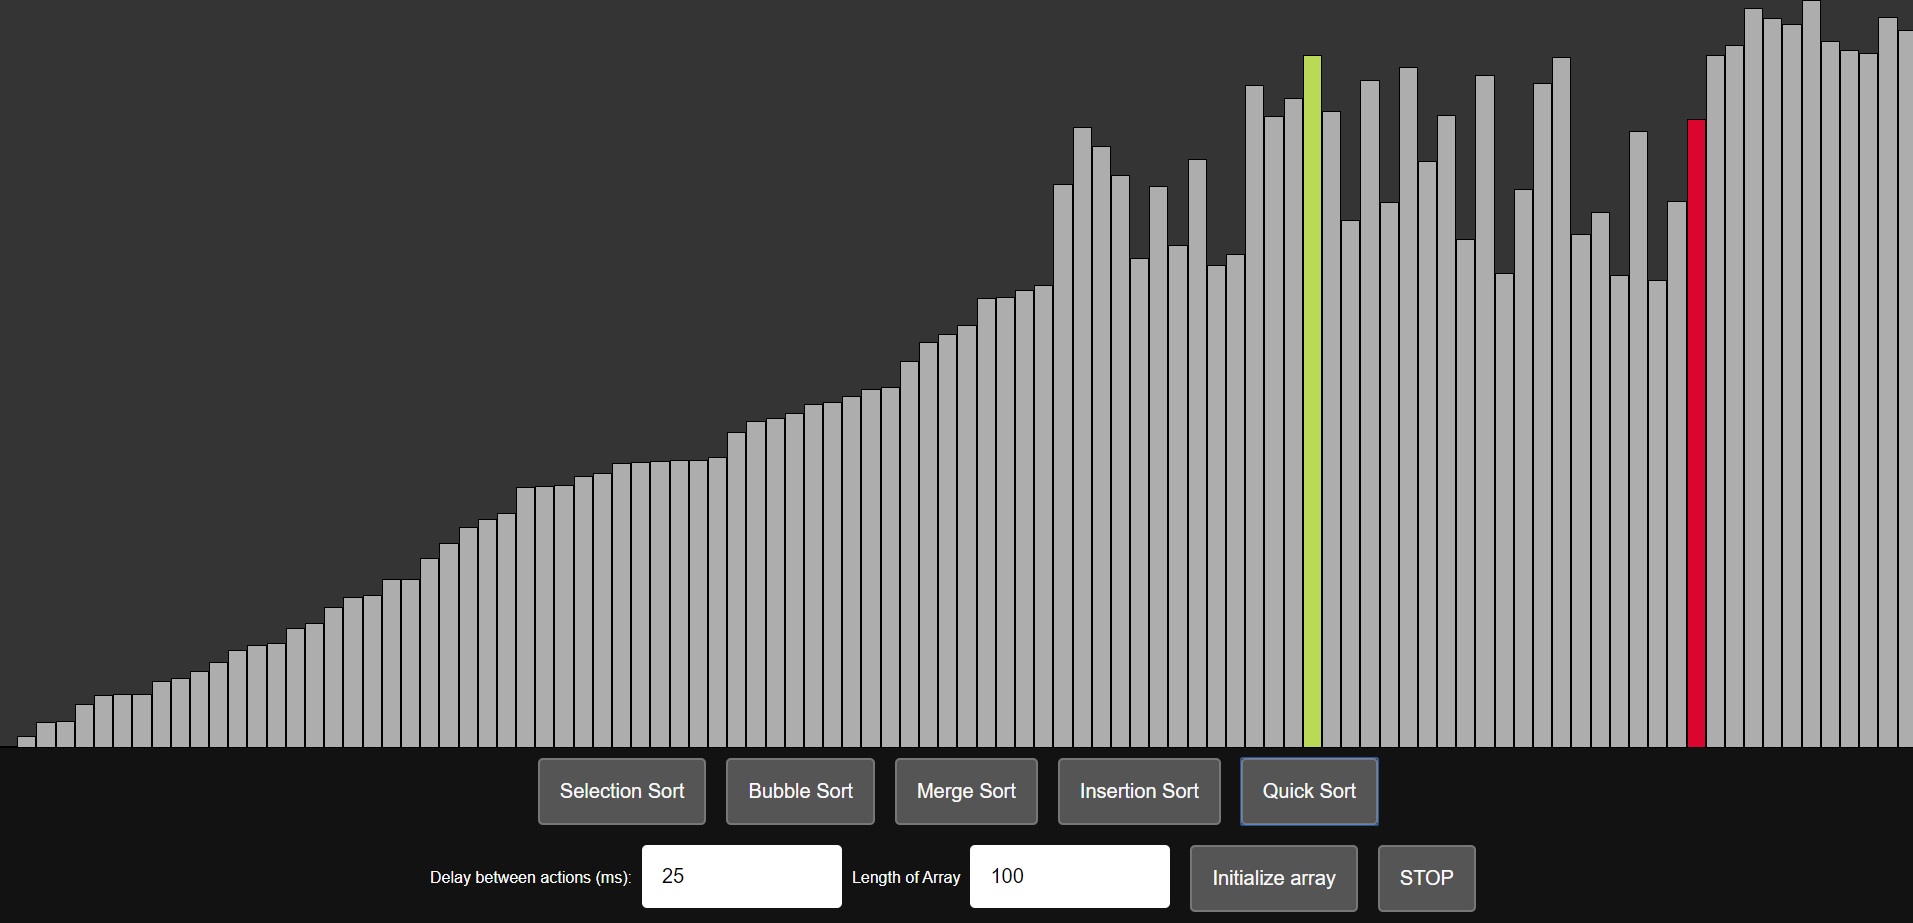 Selection Sort Bubble Sort Merge Sort Insertion Sort Quick Sort
Delay between actions (ms): 25 Length of Array 100 Initialize array STOP